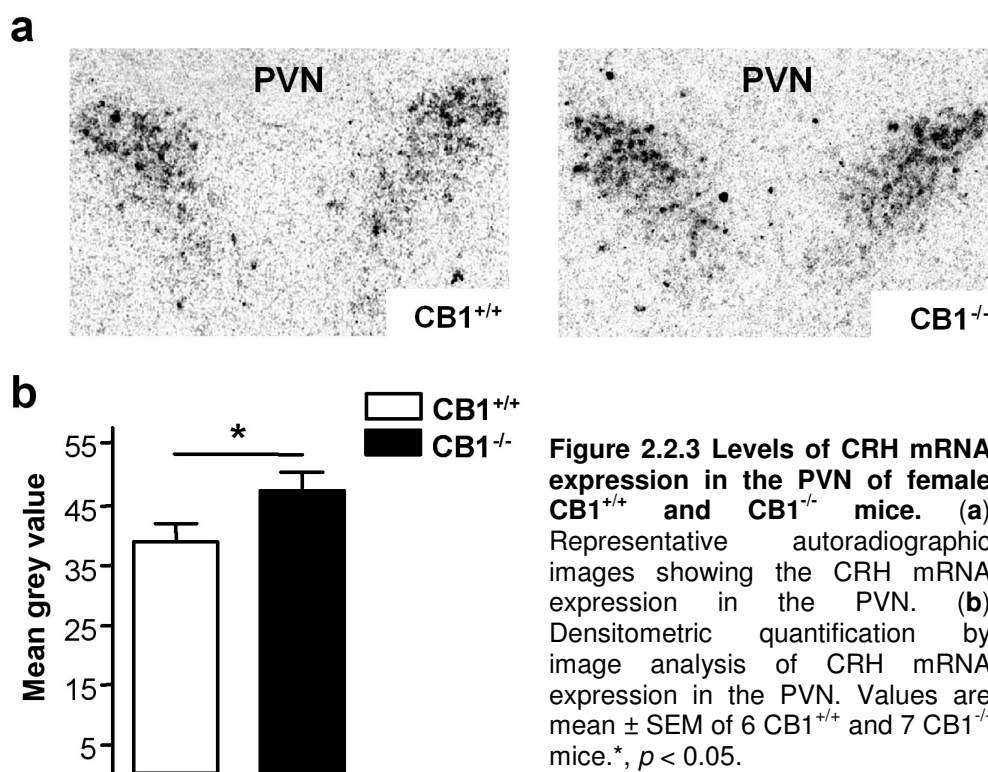 a
PVN
CB1+/+
PVN
CB1-/-
b
CB1+/+
CB1-/-
*
55
45
35
25
15
5
Mean grey value
Figure 2.2.3 Levels of CRH mRNA
expression in the PVN of female
CB1+/+ and CB1-/- mice. (a)
Representative autoradiographic
images showing the CRH mRNA
expression in the PVN. (b)
Densitometric quantification by
image analysis of CRH mRNA
expression in the PVN. Values are
mean ± SEM of 6 CB1+/+ and 7 CB1-/-
mice.*, p < 0.05.